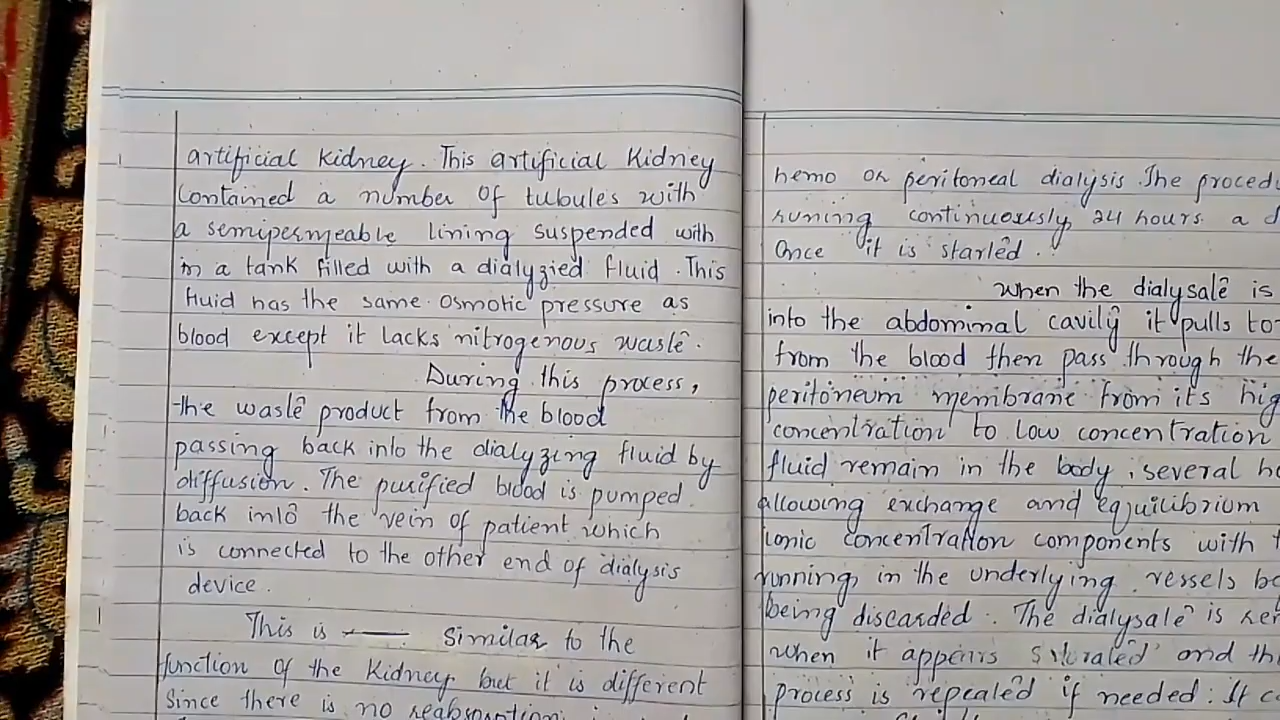 artificial kidney. This artificial Kidney
Contained a number of tubules with
a semipermeable lining suspended with
in a tank filled with a dialyzied fluid. This
fluid has the same osmotic pressure as
blood except it lacks nitrogenous waste.
During this process,
the waste product from the blood
passing back into the dialyzing fluid by
diffusion. The purified blood is pumped.
back into the vein of patient which
is connected to the other end of dialysis
device.
This is similar to the
function of the Kidney but it is different
Since there is no reabsorption
hemo or peritoneal dialysis. The proced
runing continuously 24 hours a d
Once it is started.
when the dialysate is
into the abdominal cavity it pulls to
from the blood then pass through the
peritoneum membrane from its hig
concentration to low concentration
fluid remain in the body, several ho
allowing exchange and equilibrium
ionic concentration components with t
running in the underlying vessels be
being discarded. The dialysate is
when it appears and th
process is repeated if needed. It c